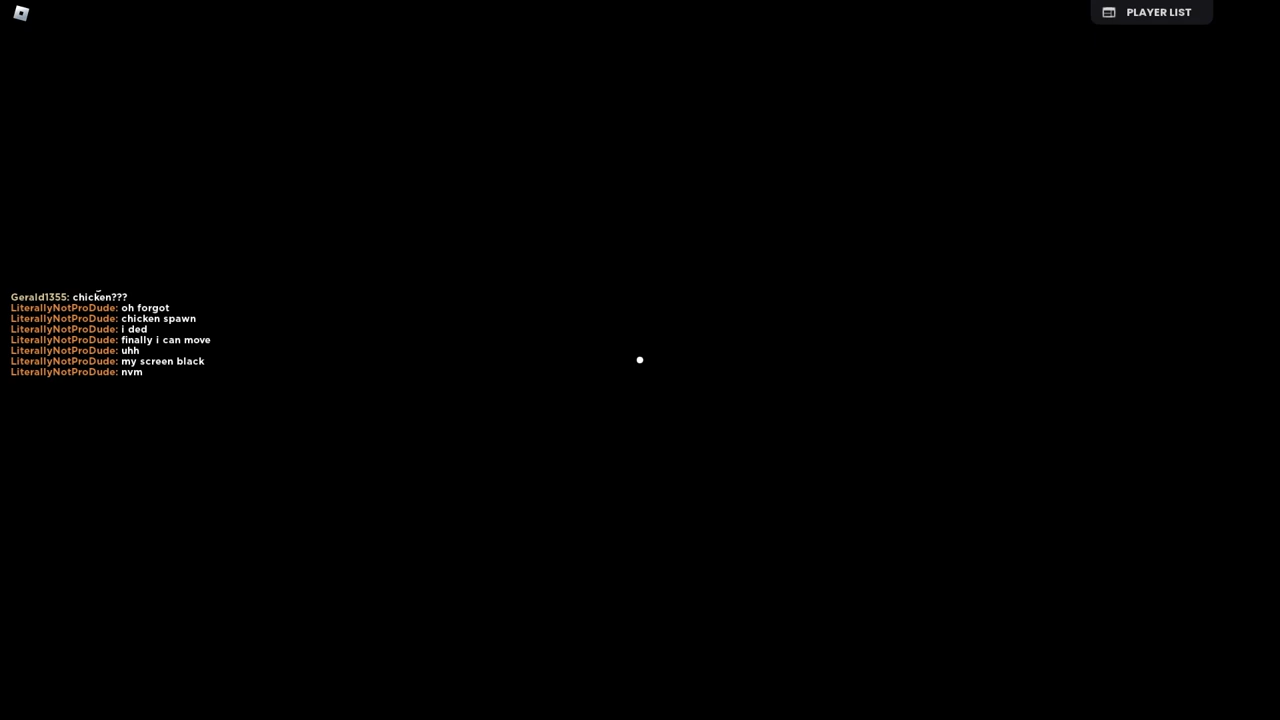 PLAYER LIST
Gerald1355: chicken???
LiterallyNotProDude: oh forgot
LiterallyNotProDude: chicken spawn
LiterallyNotProDude: i ded
LiterallyNotProDude: finally i can move
LiterallyNotProDude: uhh
LiterallyNotProDude: my screen black
LiterallyNotProDude: nvm